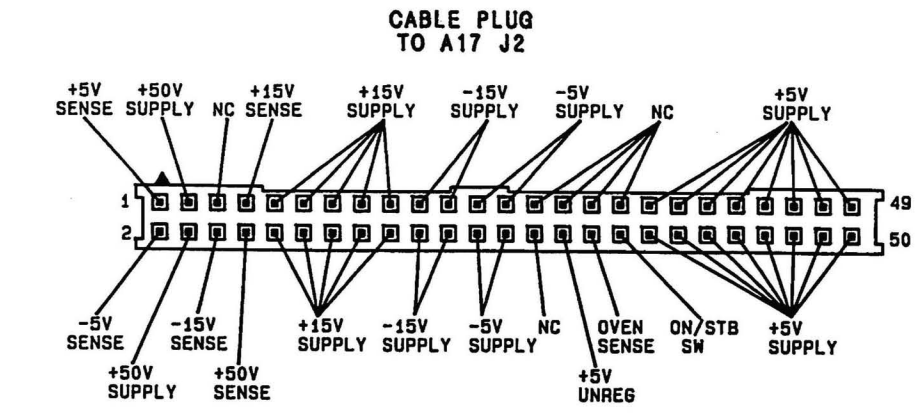 CABLE PLUG
TO A17 J2
+5V +50V +15V +15V -15V -5V +5V
SENSE SUPPLY NC SENSE SUPPLY SUPPLY SUPPLY NC SUPPLY
1 49
2 50
-5V -15V +15V -15V -5V NC OVEN ON/STB +5V
SENSE SENSE SUPPLY SUPPLY SUPPLY SENSE SW SUPPLY
+50V +50V +5V
SUPPLY SENSE UNREG